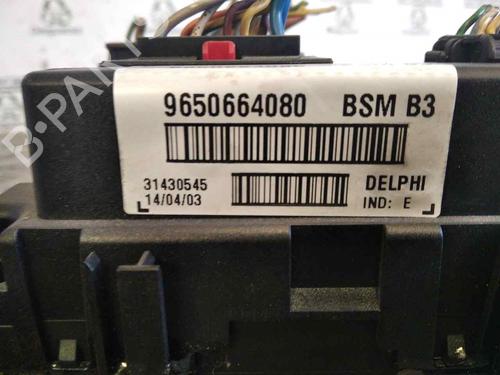 9650664080 BSM B3
31430545 DELPHI
14/04/03 IND: E
B-PARTS